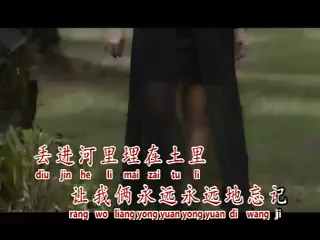 丢进河里埋在土里
diu jin he li mai zai tu li
让我俩永远永远地忘记
rang wo liang yong yuan yong yuan di wang ji